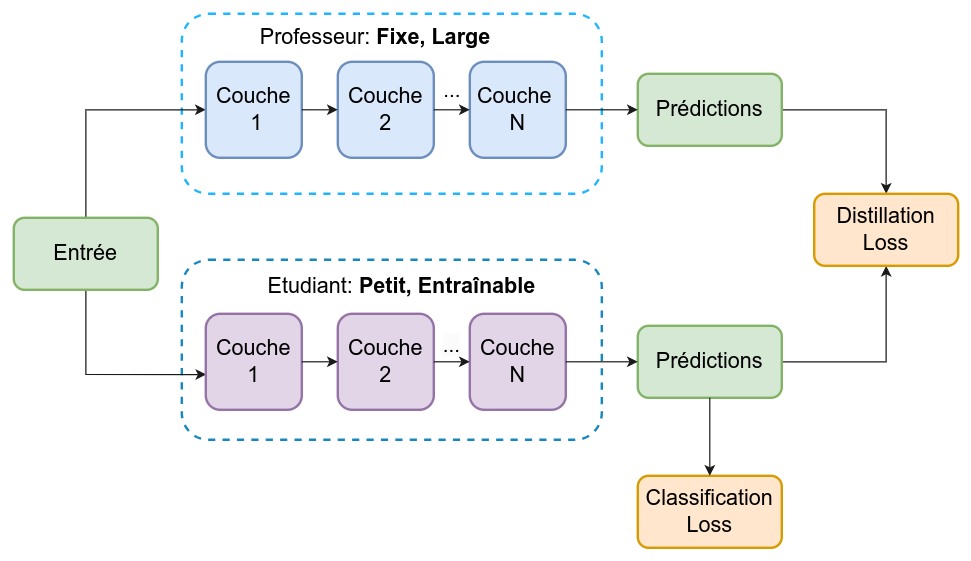 Professeur: Fixe, Large
Couche
1
Couche
2
...
Couche
N
Prédictions
Distillation
Loss
Entrée
Etudiant: Petit, Entraînable
Couche
1
Couche
2
...
Couche
N
Prédictions
Classification
Loss